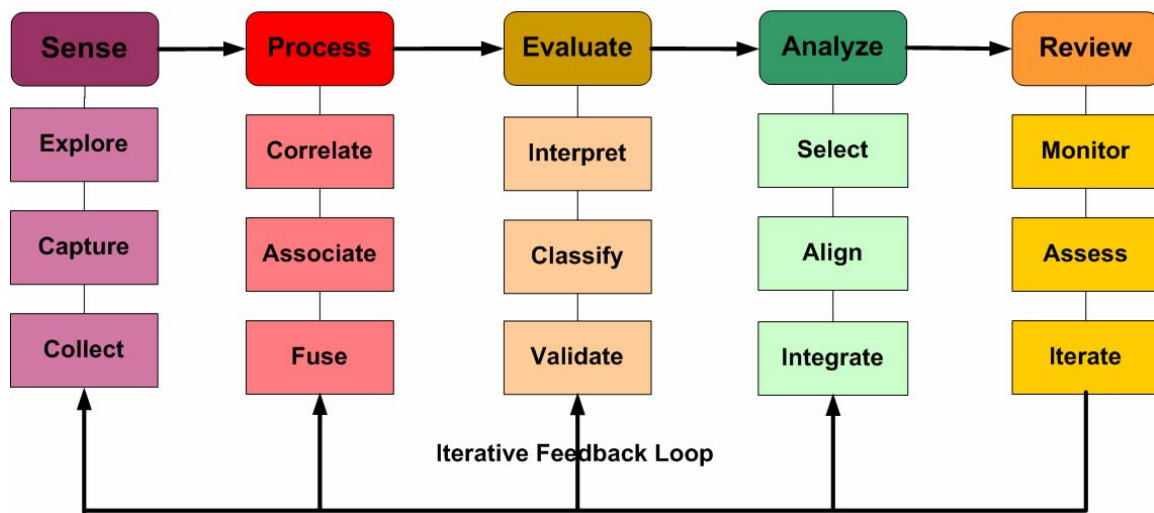 Sense
Process
Evaluate
Analyze
Review
Explore
Correlate
Interpret
Select
Monitor
Capture
Associate
Classify
Align
Assess
Collect
Fuse
Validate
Integrate
Iterate
Iterative Feedback Loop